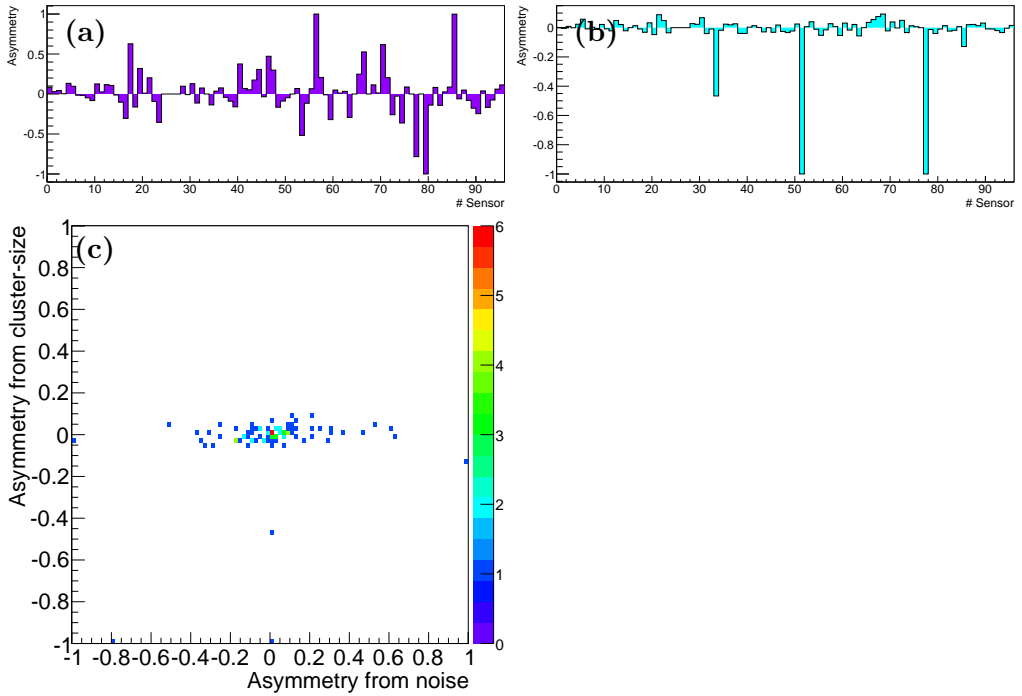 Asymmetry
1
0.5
0
-0.5
-1
(a)
0 10 20 30 40 50 60 70 80 90
# Sensor
Asymmetry
0
-0.2
-0.4
-0.6
-0.8
-1
(b)
0 10 20 30 40 50 60 70 80 90
# Sensor
(c)
Asymmetry from cluster-size
1
0.8
0.6
0.4
0.2
0
-0.2
-0.4
-0.6
-0.8
-1
-1 -0.8 -0.6 -0.4 -0.2 0 0.2 0.4 0.6 0.8 1
Asymmetry from noise
6
5
4
3
2
1
0